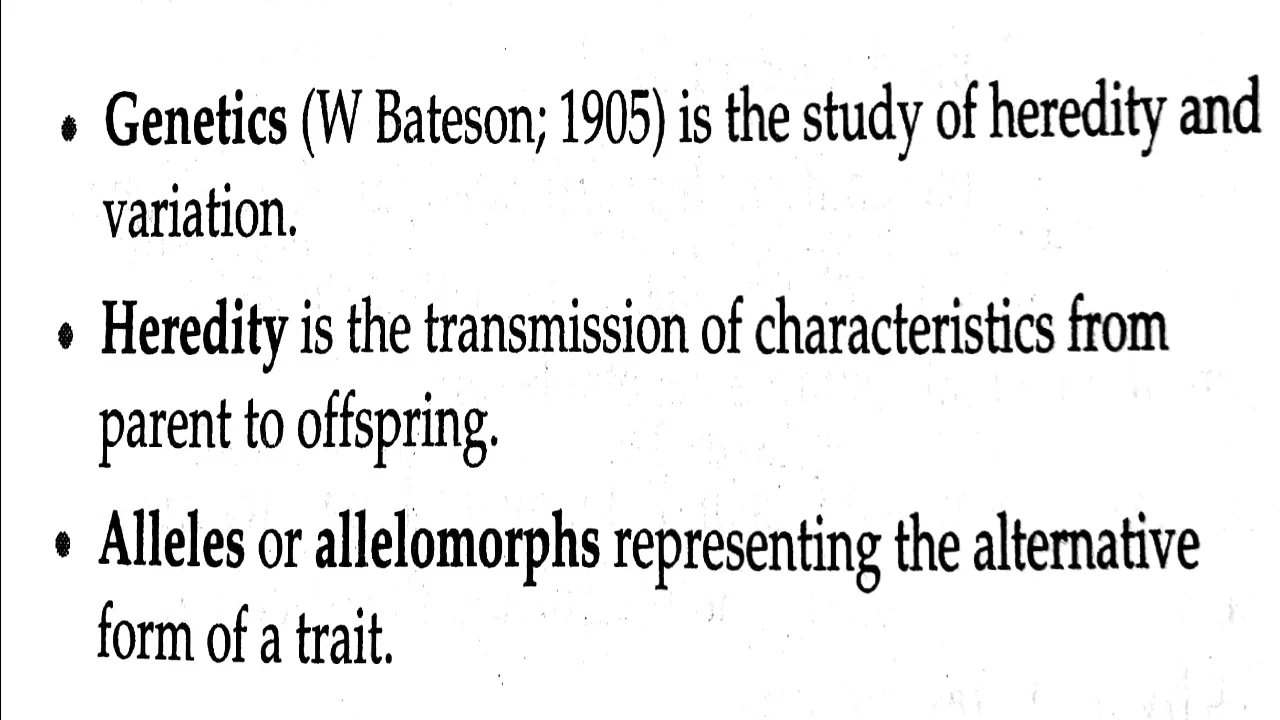 • Genetics (W Bateson; 1905) is the study of heredity and
variation.
• Heredity is the transmission of characteristics from
parent to offspring.
• Alleles or allelomorphs representing the alternative
form of a trait.